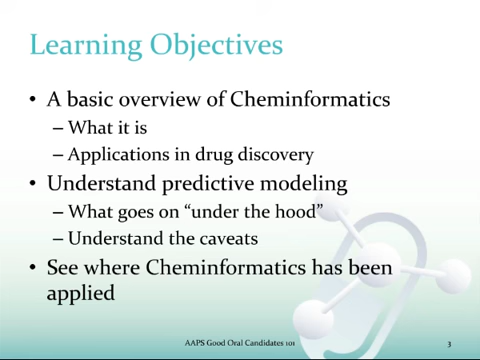 Learning Objectives
• A basic overview of Cheminformatics
– What it is
– Applications in drug discovery
• Understand predictive modeling
– What goes on “under the hood”
– Understand the caveats
• See where Cheminformatics has been
applied
AAPS Good Oral Candidates 101
3